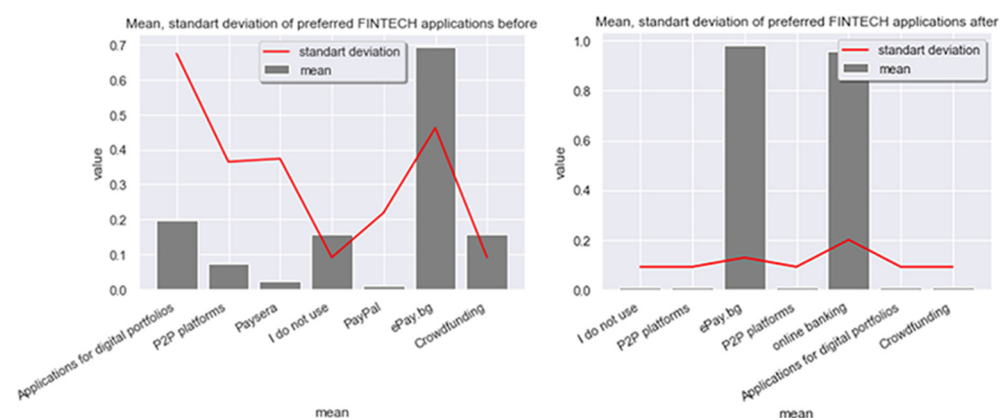 Mean, standart deviation of preferred FINTECH applications before
standart deviation
mean
value
0.7
0.6
0.5
0.4
0.3
0.2
0.1
0.0
Applications for digital portfolios
P2P platforms
Paysera
I do not use
PayPal
ePay.bg
Crowdfunding
mean
Mean, standart deviation of preferred FINTECH applications after
standart deviation
mean
value
1.0
0.8
0.6
0.4
0.2
0.0
I do not use
P2P platforms
ePay.bg
P2P platforms
online banking
Applications for digital portfolios
Crowdfunding
mean